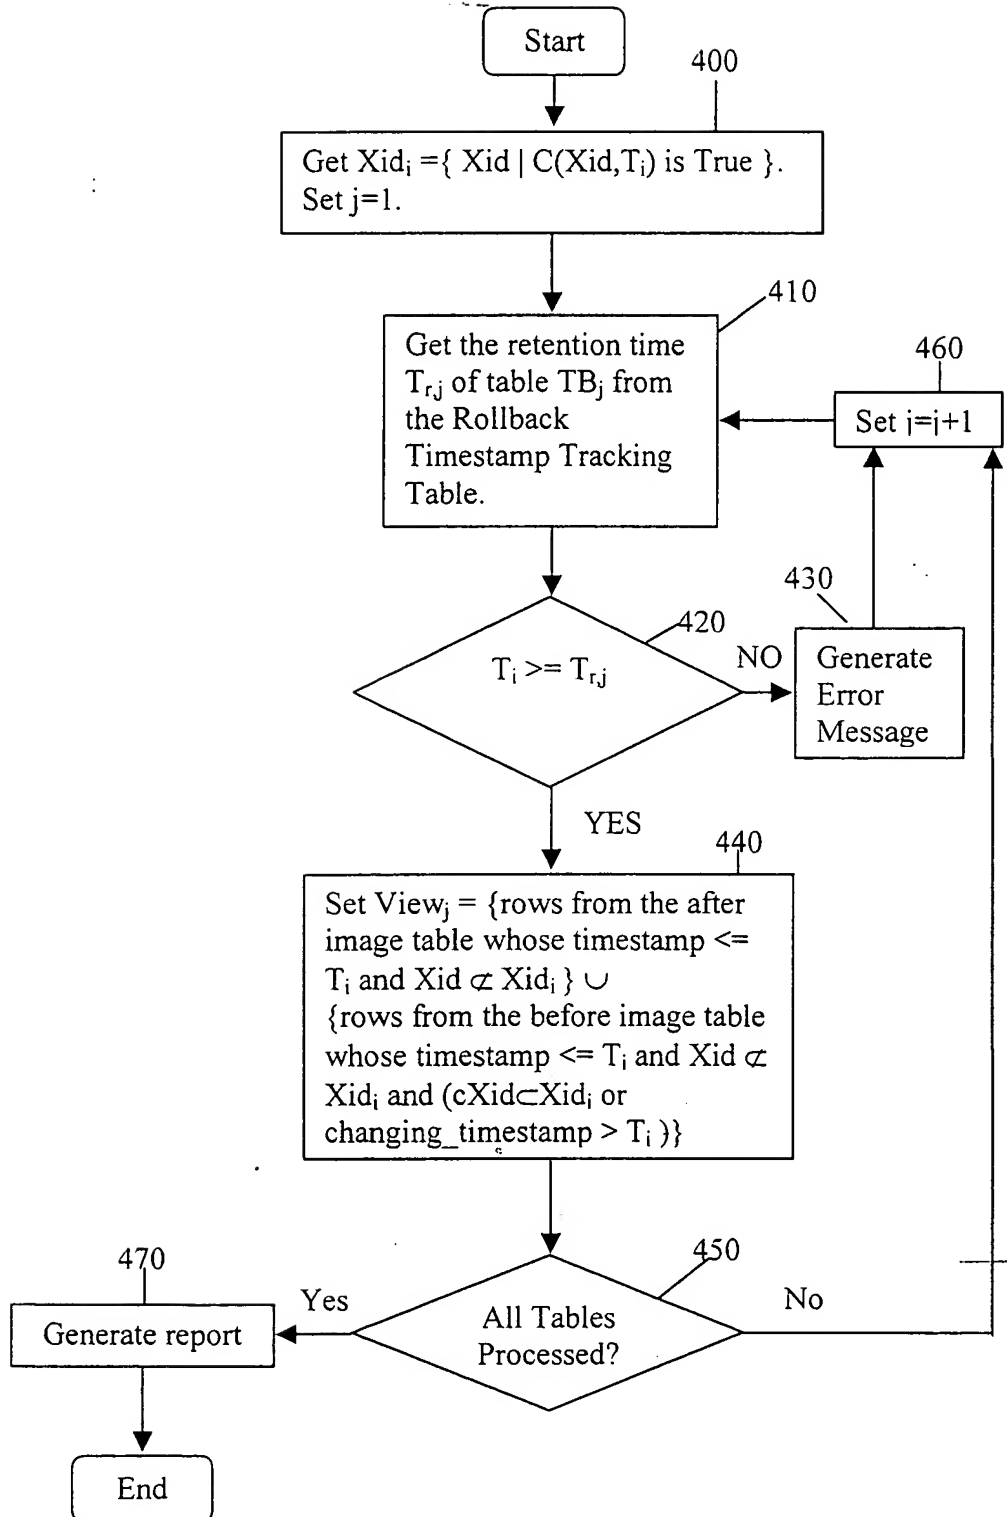 Start
400
Get Xidᵢ ={ Xid | C(Xid,Tᵢ) is True }.
Set j=1.
410
Get the retention time
Tr,j of table TBj from
the Rollback
Timestamp Tracking
Table.
460
Set j=j+1
420
Tᵢ >= Tr,j
NO
430
Generate
Error
Message
YES
440
Set Viewj = {rows from the after
image table whose timestamp <=
Tᵢ and Xid ⊄ Xidᵢ } ∪
{rows from the before image table
whose timestamp <= Tᵢ and Xid ⊄
Xidᵢ and (cXid⊂Xidᵢ or
changing_timestamp > Tᵢ )}
450
All Tables
Processed?
No
Yes
470
Generate report
End